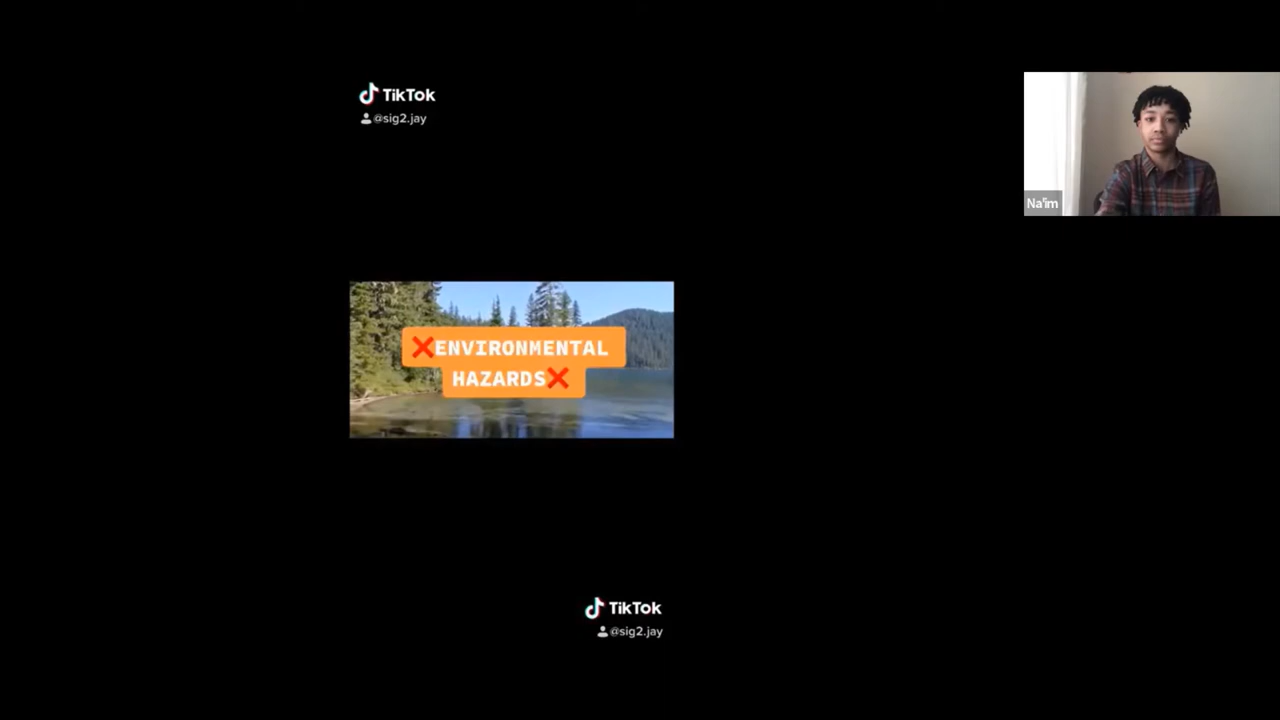 TikTok
@sig2.jay
Na'im
❌ENVIRONMENTAL
HAZARDS❌
TikTok
@sig2.jay